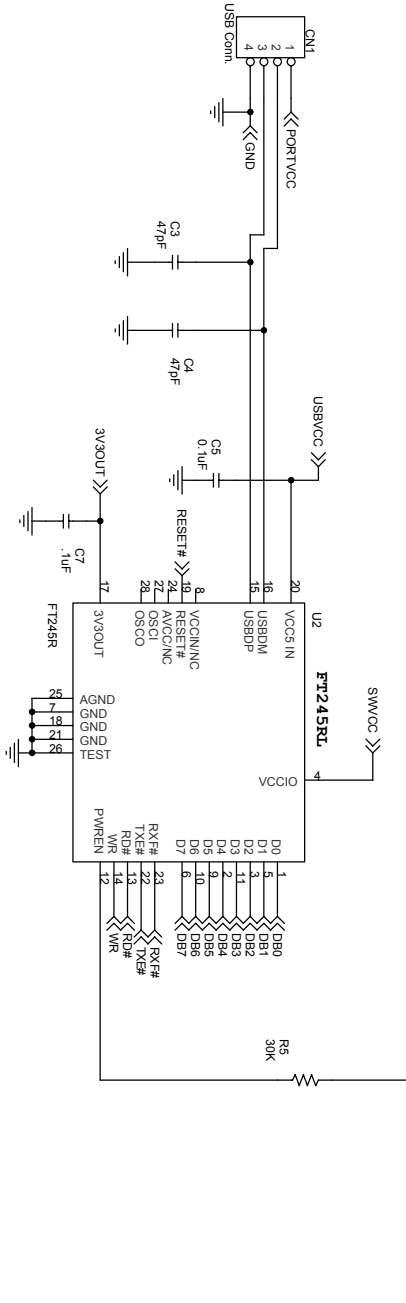 CN1
1
2
3
4
USB Conn.
PORTVCC
GND
C3
47pF
C4
47pF
USBVCC
C5
0.1uF
RESET#
3V3OUT
C7
.1uF
U2
FT245RL
SWVCC
20 VCC5 IN
16 USBDM
15 USBDP
8 VCCIN/NC
19 RESET#
24 AVCC/NC
27 OSCI
28 OSCO
17 3V3OUT
FT245R
25 AGND
7 GND
18 GND
21 GND
26 TEST
VCCIO 4
D0 1 DB0
D1 5 DB1
D2 3 DB2
D3 11 DB3
D4 2 DB4
D5 9 DB5
D6 10 DB6
D7 6 DB7
RXF# 23 RXF#
TXE# 22 TXE#
RD# 13 RD#
WR 14 WR
PWREN 12
R5
30K